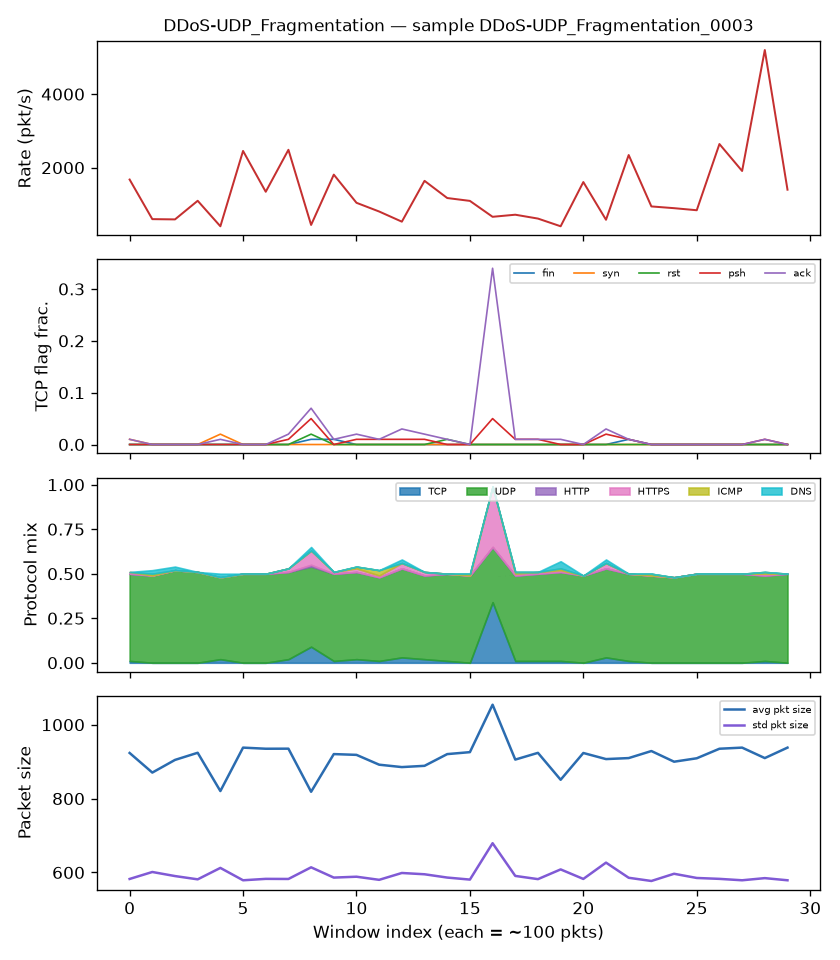 DDoS-UDP_Fragmentation — sample DDoS-UDP_Fragmentation_0003
Rate (pkt/s)
4000
2000
TCP flag frac.
0.3
0.2
0.1
0.0
fin syn rst psh ack
Protocol mix
1.00
0.75
0.50
0.25
0.00
TCP UDP HTTP HTTPS ICMP DNS
Packet size
1000
800
600
avg pkt size
std pkt size
0 5 10 15 20 25 30
Window index (each = ~100 pkts)